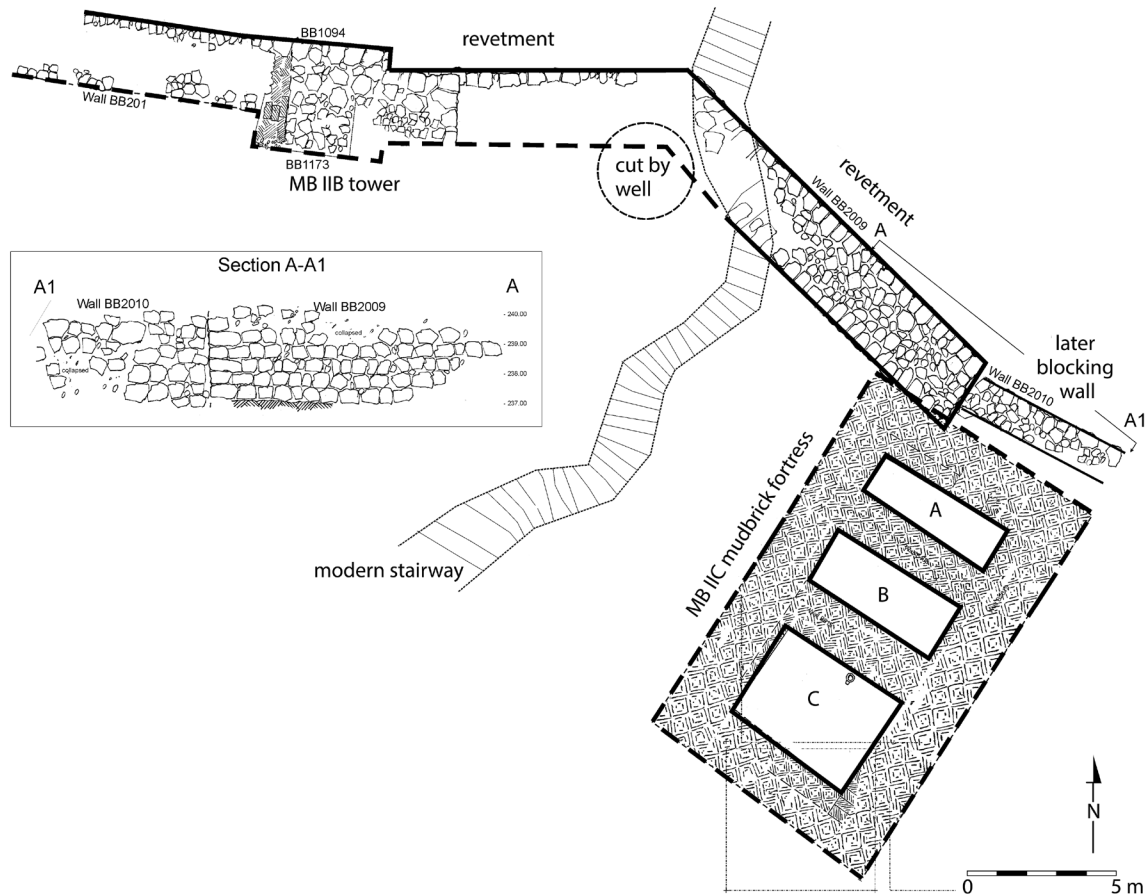 BB1094
revetment
Wall BB201
BB1173
MB IIB tower
cut by
well
revetment
Wall BB2009
A
later
blocking
wall
Wall BB2010
A1
Section A-A1
A1
Wall BB2010
Wall BB2009
A
collapsed
collapsed
- 240.00
- 239.00
- 238.00
- 237.00
modern stairway
MB IIC mudbrick fortress
A
B
C
N
0
5 m